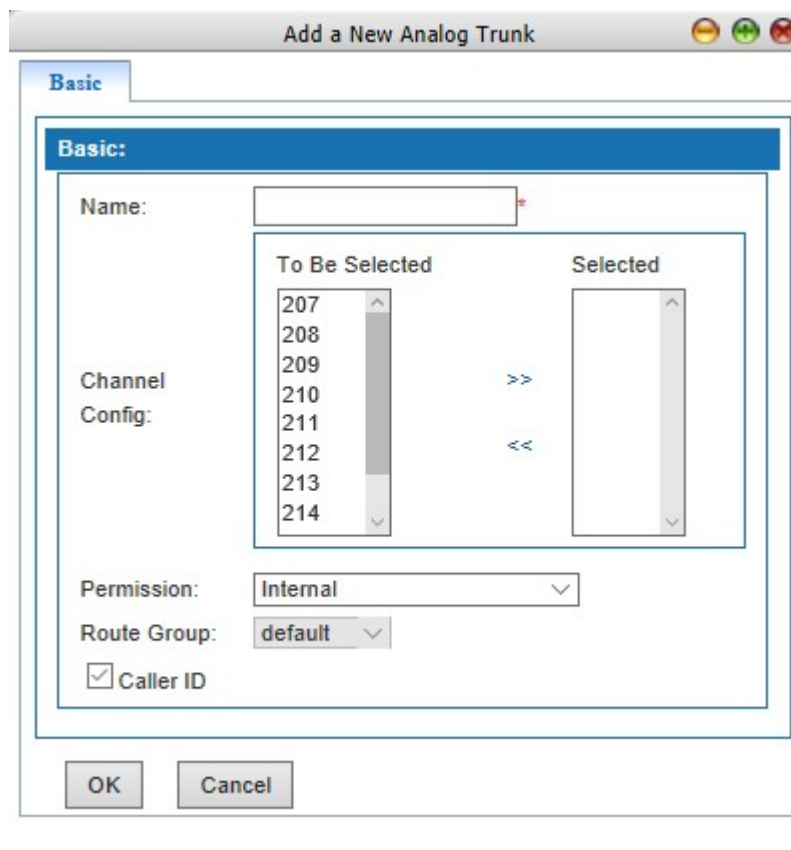 Add a New Analog Trunk
Basic
Basic:
Name: *
To Be Selected Selected
207
208
209
210
211
212
213
214
Channel
Config:
>>
<<
Permission: Internal
Route Group: default
Caller ID
OK Cancel